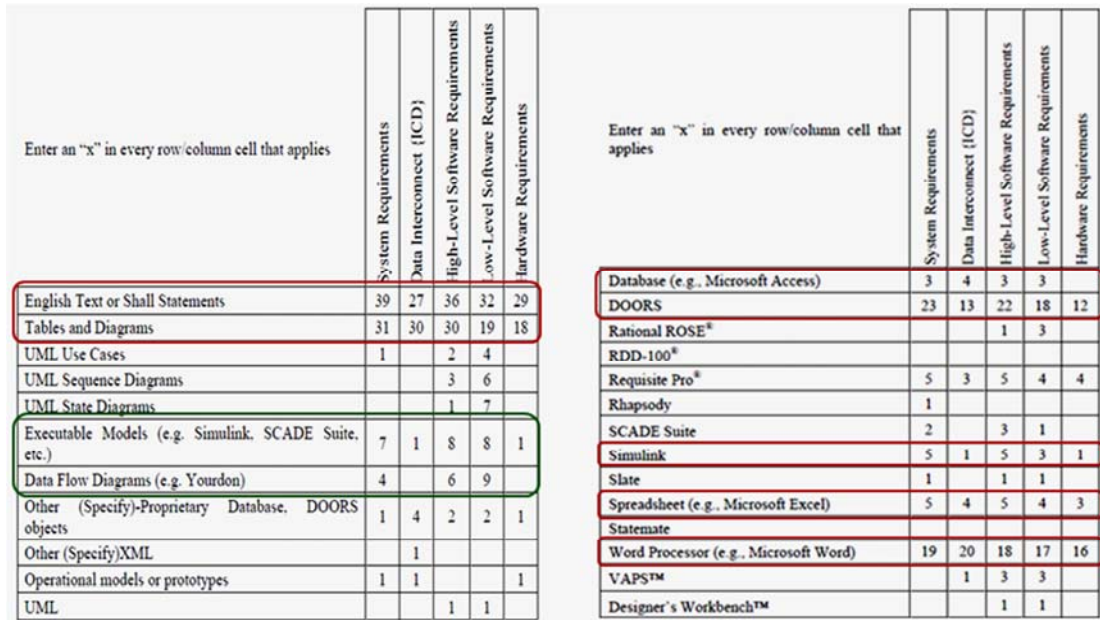 Enter an “x” in every row/column cell that applies
System Requirements
Data Interconnect {ICD}
High-Level Software Requirements
Low-Level Software Requirements
Hardware Requirements
English Text or Shall Statements 39 27 36 32 29
Tables and Diagrams 31 30 30 19 18
UML Use Cases 1 2 4
UML Sequence Diagrams 3 6
UML State Diagrams 1 7
Executable Models (e.g. Simulink, SCADE Suite,
etc.) 7 1 8 8 1
Data Flow Diagrams (e.g. Yourdon) 4 6 9
Other (Specify)-Proprietary Database, DOORS
objects 1 4 2 2 1
Other (Specify)XML 1
Operational models or prototypes 1 1 1
UML 1 1
Enter an “x” in every row/column cell that
applies
System Requirements
Data Interconnect {ICD}
High-Level Software Requirements
Low-Level Software Requirements
Hardware Requirements
Database (e.g., Microsoft Access) 3 4 3 3
DOORS 23 13 22 18 12
Rational ROSE® 1 3
RDD-100®
Requisite Pro® 5 3 5 4 4
Rhapsody 1
SCADE Suite 2 3 1
Simulink 5 1 5 3 1
Slate 1 1 1
Spreadsheet (e.g., Microsoft Excel) 5 4 5 4 3
Statemate
Word Processor (e.g., Microsoft Word) 19 20 18 17 16
VAPS™ 1 3 3
Designer’s Workbench™ 1 1